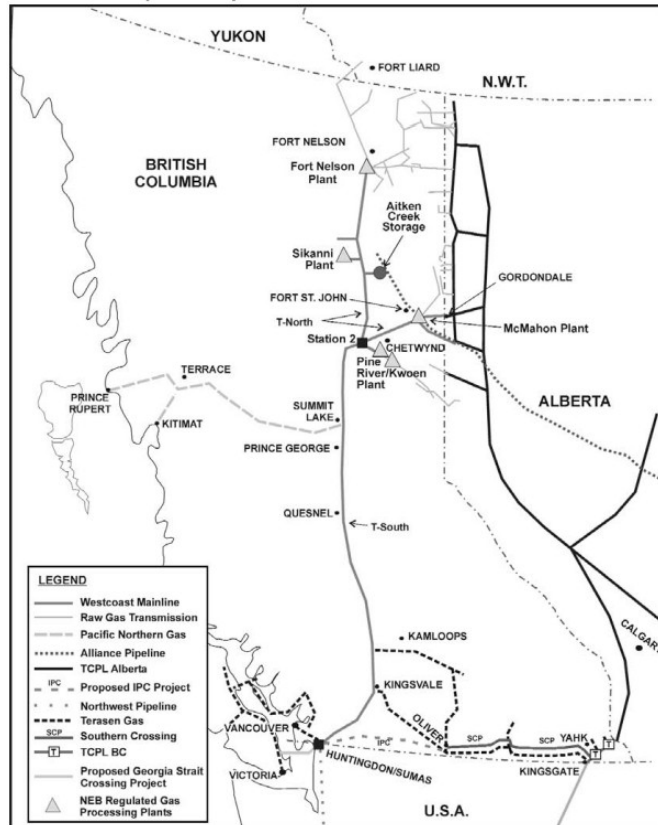 YUKON
FORT LIARD
N.W.T.
FORT NELSON
BRITISH
COLUMBIA
Fort Nelson
Plant
Aitken
Creek
Storage
Sikanni
Plant
GORDONDALE
FORT ST. JOHN
T-North
McMahon Plant
Station 2
CHETWYND
Pine
River/Kwoen
Plant
TERRACE
PRINCE
RUPERT
KITIMAT
SUMMIT
LAKE
ALBERTA
PRINCE GEORGE
QUESNEL
T-South
LEGEND
Westcoast Mainline
Raw Gas Transmission
Pacific Northern Gas
Alliance Pipeline
TCPL Alberta
IPC
Proposed IPC Project
Northwest Pipeline
Terasen Gas
SCP
Southern Crossing
T
TCPL BC
Proposed Georgia Strait
Crossing Project
NEB Regulated Gas
Processing Plants
KAMLOOPS
CALGAR
KINGSVALE
VANCOUVER
OLIVER
SCP
SCP
YAHK
T
T
IPC
HUNTINGDON/SUMAS
KINGSGATE
VICTORIA
U.S.A.